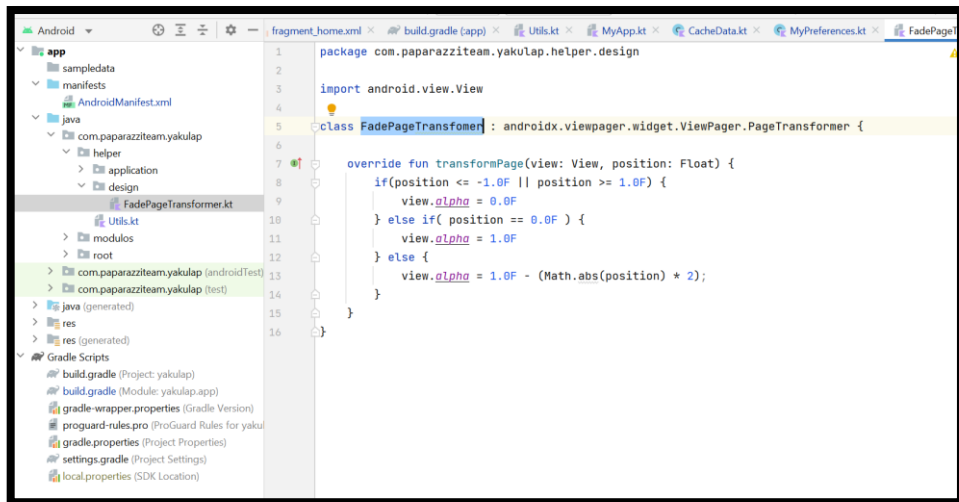 Android
fragment_home.xml
build.gradle (app)
Utils.kt
MyApp.kt
CacheData.kt
MyPreferences.kt
FadePageT
app
sampledata
manifests
AndroidManifest.xml
java
com.paparazziteam.yakulap
helper
application
design
FadePageTransformer.kt
Utils.kt
modulos
root
com.paparazziteam.yakulap (androidTest)
com.paparazziteam.yakulap (test)
java (generated)
res
res (generated)
Gradle Scripts
build.gradle (Project: yakulap)
build.gradle (Module: yakulap.app)
gradle-wrapper.properties (Gradle Version)
proguard-rules.pro (ProGuard Rules for yakul
gradle.properties (Project Properties)
settings.gradle (Project Settings)
local.properties (SDK Location)
1 package com.paparazziteam.yakulap.helper.design
2
3 import android.view.View
4
5 class FadePageTransfomer : androidx.viewpager.widget.ViewPager.PageTransformer {
6
7 override fun transformPage(view: View, position: Float) {
8 if(position <= -1.0F || position >= 1.0F) {
9 view.alpha = 0.0F
10 } else if( position == 0.0F ) {
11 view.alpha = 1.0F
12 } else {
13 view.alpha = 1.0F - (Math.abs(position) * 2);
14 }
15 }
16 }